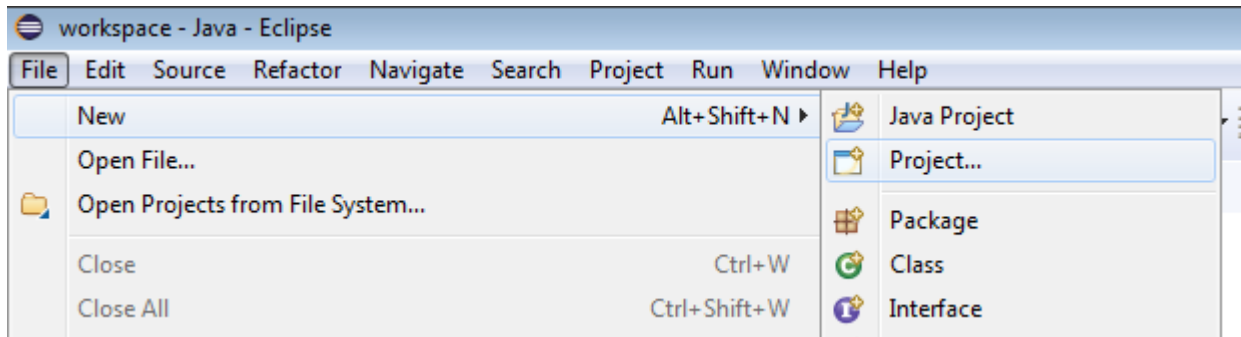 workspace - Java - Eclipse
File Edit Source Refactor Navigate Search Project Run Window Help
New Alt+Shift+N
Open File...
Open Projects from File System...
Close Ctrl+W
Close All Ctrl+Shift+W
Java Project
Project...
Package
Class
Interface